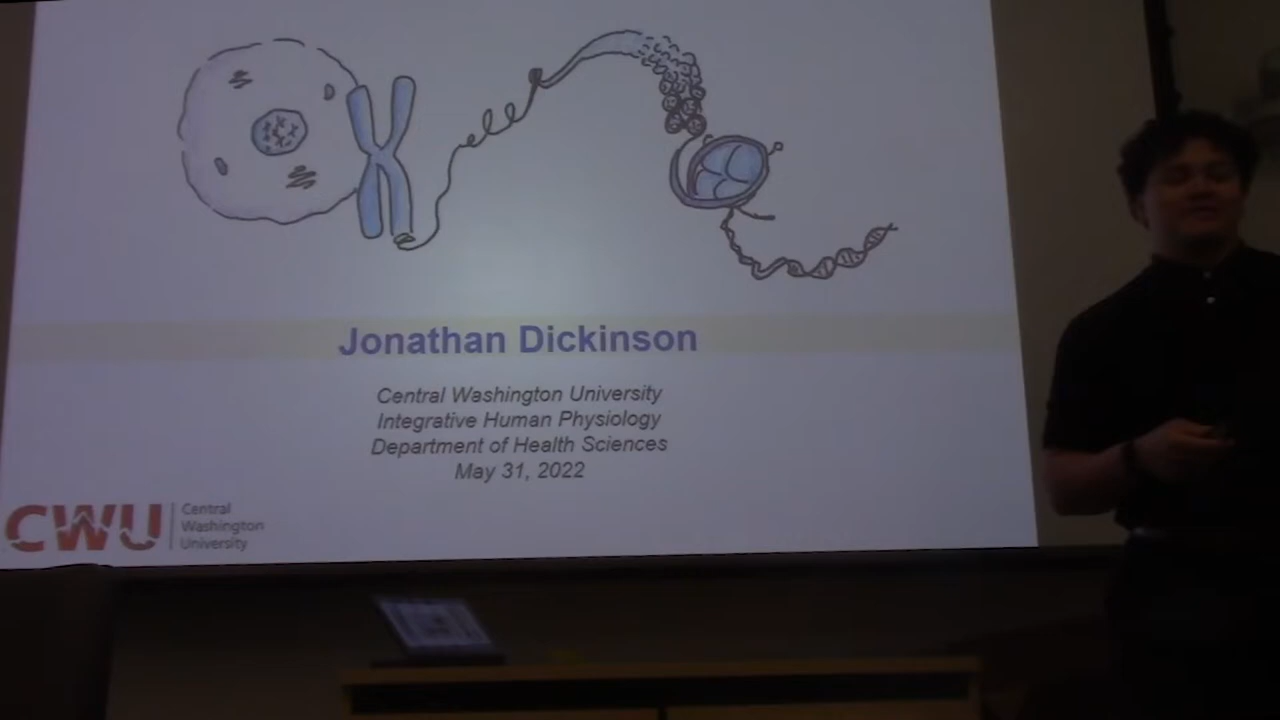 Jonathan Dickinson
Central Washington University
Integrative Human Physiology
Department of Health Sciences
May 31, 2022
CWU
Central
Washington
University